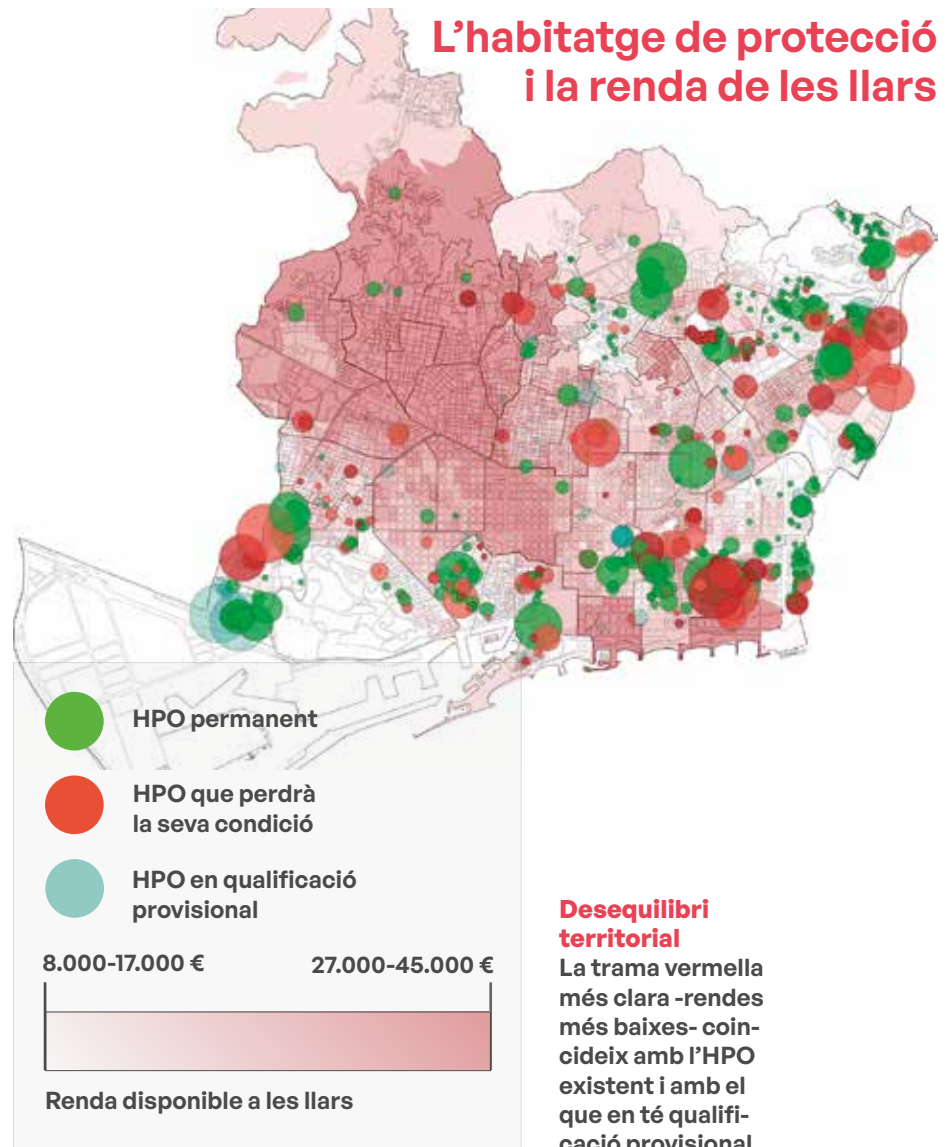 L'habitatge de protecció
i la renda de les llars
HPO permanent
HPO que perdrà
la seva condició
HPO en qualificació
provisional
8.000-17.000 € 27.000-45.000 €
Renda disponible a les llars
Desequilibri
territorial
La trama vermella
més clara -rendes
més baixes- coin-
cideix amb l'HPO
existent i amb el
que en té qualifi-
cació provisional